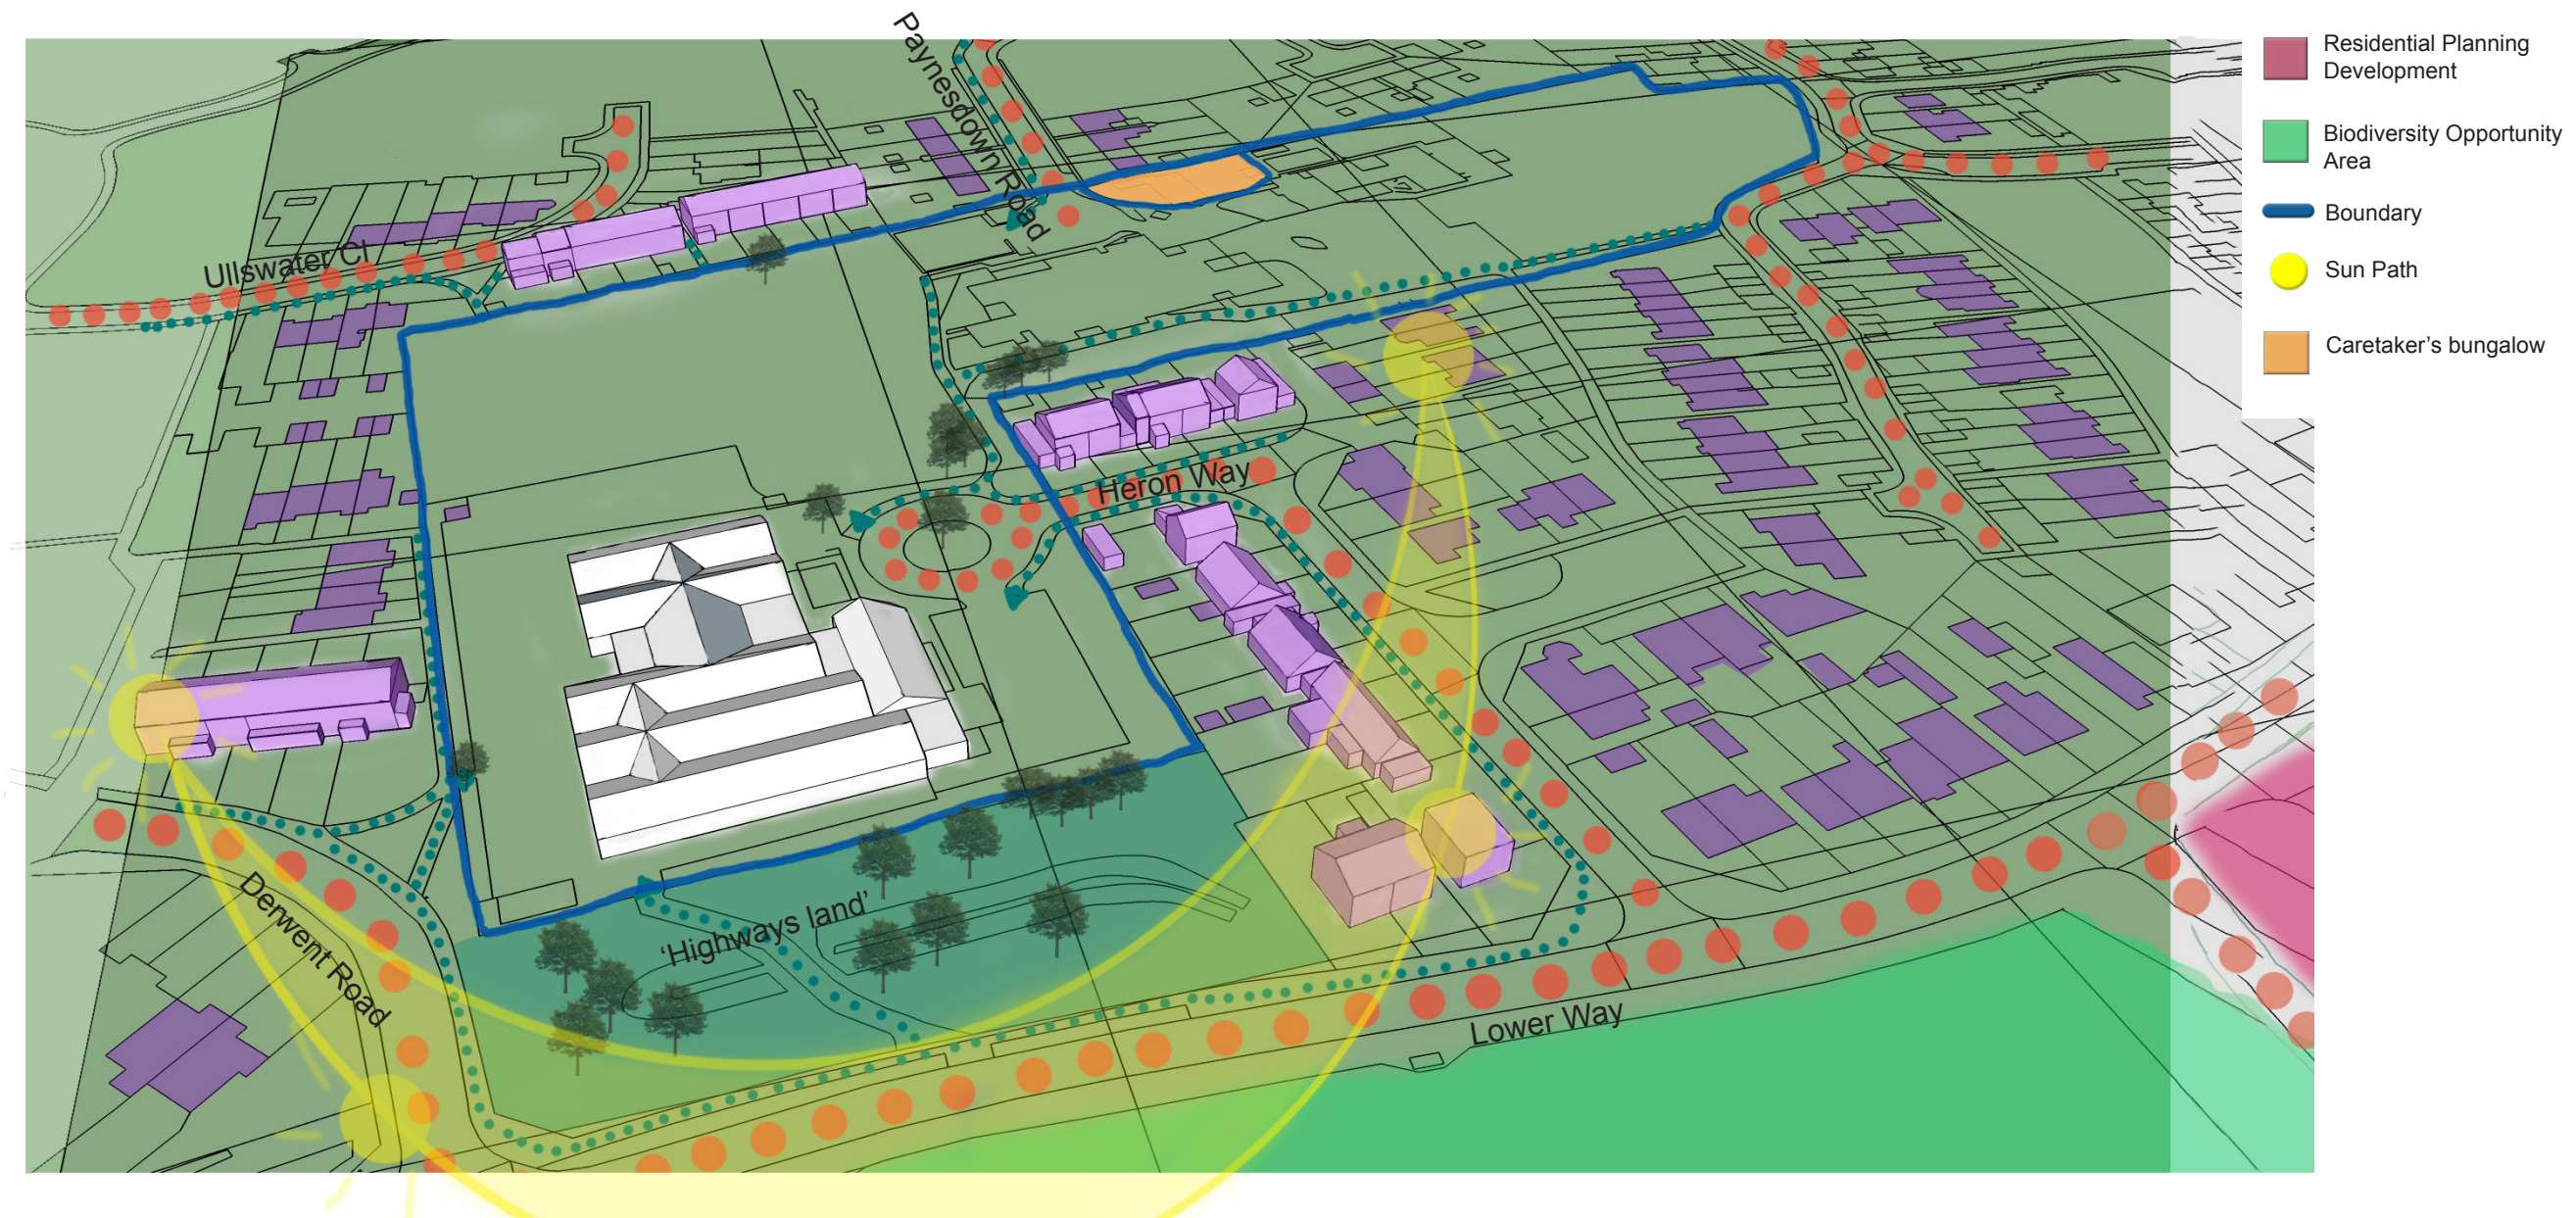 Paynesdown Road
Ullswater Cl
Heron Way
'Highways land'
Derwent Road
Lower Way
Residential Planning
Development
Biodiversity Opportunity
Area
Boundary
Sun Path
Caretaker's bungalow